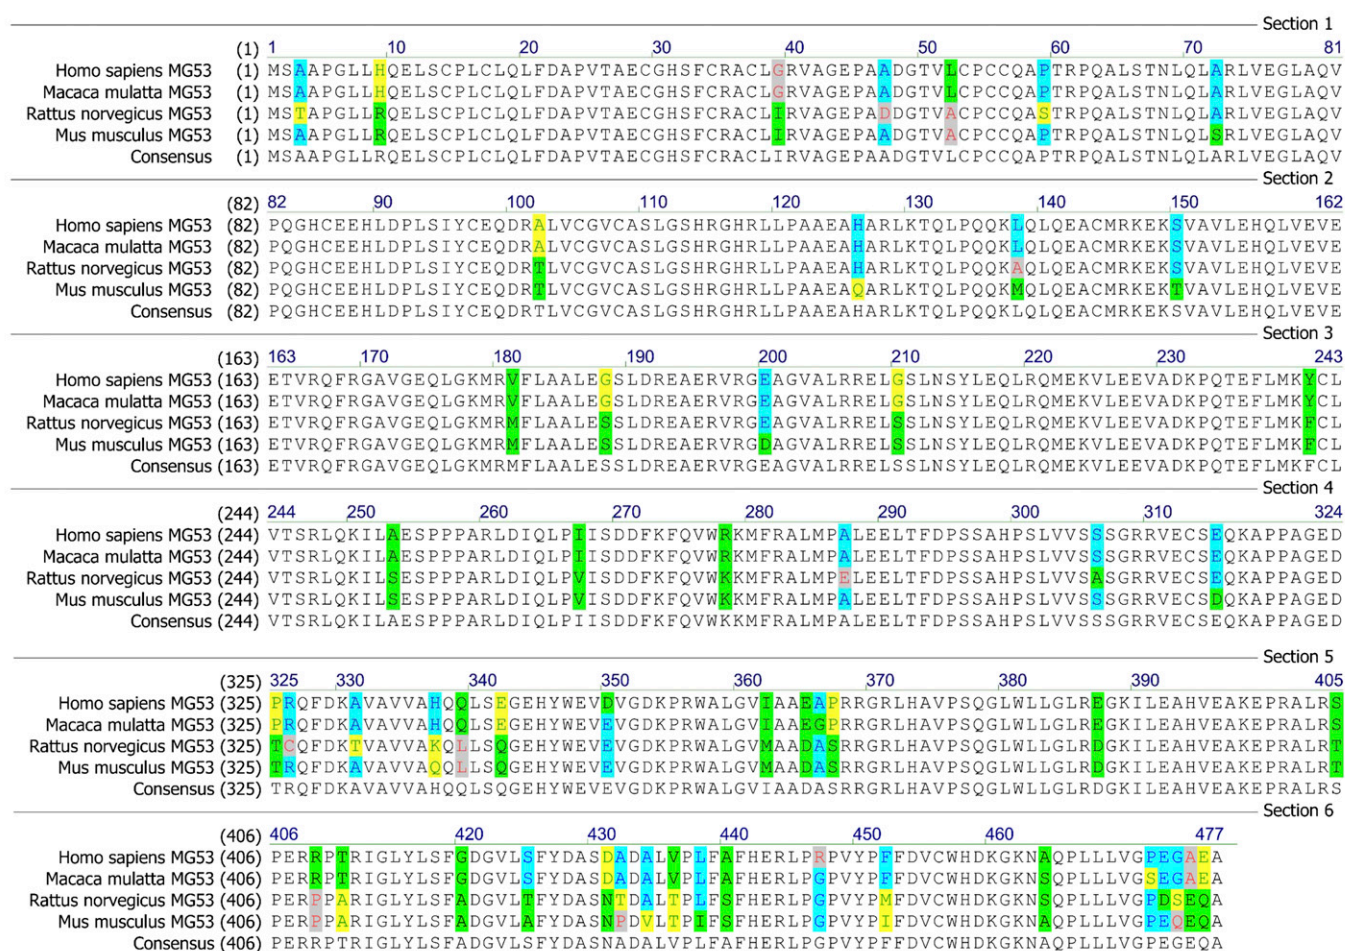 Section 1
(1) 1 10 20 30 40 50 60 70 81
Homo sapiens MG53 (1) MSAAPGLLHQELSCPLCLQLFDAPVTAECGHSFCRACLGRVAGEPAADGTVLCPCCQAPTRPQALSTNLQLARLVEGLAQV
Macaca mulatta MG53 (1) MSAAPGLLHQELSCPLCLQLFDAPVTAECGHSFCRACLGRVAGEPAADGTVLCPCCQAPTRPQALSTNLQLARLVEGLAQV
Rattus norvegicus MG53 (1) MSTAPGLLRQELSCPLCLQLFDAPVTAECGHSFCRACLIRVAGEPADDGTVACPCCQASTRPQALSTNLQLARLVEGLAQV
Mus musculus MG53 (1) MSAAPGLLRQELSCPLCLQLFDAPVTAECGHSFCRACLIRVAGEPAADGTVACPCCQAPTRPQALSTNLQLSRLVEGLAQV
Consensus (1) MSAAPGLLRQELSCPLCLQLFDAPVTAECGHSFCRACLIRVAGEPAADGTVLCPCCQAPTRPQALSTNLQLARLVEGLAQV
Section 2
(82) 82 90 100 110 120 130 140 150 162
Homo sapiens MG53 (82) PQGHCEEHLDPLSIYCEQDRALVCGVCASLGSHRGHRLLPAAEAHARLKTQLPQQKLQLQEACMRKEKSVAVLEHQLVEVE
Macaca mulatta MG53 (82) PQGHCEEHLDPLSIYCEQDRALVCGVCASLGSHRGHRLLPAAEAHARLKTQLPQQKLQLQEACMRKEKSVAVLEHQLVEVE
Rattus norvegicus MG53 (82) PQGHCEEHLDPLSIYCEQDRTLVCGVCASLGSHRGHRLLPAAEAHARLKTQLPQQKAQLQEACMRKEKSVAVLEHQLVEVE
Mus musculus MG53 (82) PQGHCEEHLDPLSIYCEQDRTLVCGVCASLGSHRGHRLLPAAEAQARLKTQLPQQKMQLQEACMRKEKTVAVLEHQLVEVE
Consensus (82) PQGHCEEHLDPLSIYCEQDRTLVCGVCASLGSHRGHRLLPAAEAHARLKTQLPQQKLQLQEACMRKEKSVAVLEHQLVEVE
Section 3
(163) 163 170 180 190 200 210 220 230 243
Homo sapiens MG53 (163) ETVRQFRGAVGEQLGKMRVFLAALEGSLDREAERVRGEAGVALRRELGSLNSYLEQLRQMEKVLEEVADKPQTEFLMKYCL
Macaca mulatta MG53 (163) ETVRQFRGAVGEQLGKMRVFLAALEGSLDREAERVRGEAGVALRRELGSLNSYLEQLRQMEKVLEEVADKPQTEFLMKYCL
Rattus norvegicus MG53 (163) ETVRQFRGAVGEQLGKMRMFLAALESSLDREAERVRGEAGVALRRELSSLNSYLEQLRQMEKVLEEVADKPQTEFLMKFCL
Mus musculus MG53 (163) ETVRQFRGAVGEQLGKMRMFLAALESSLDREAERVRGDAGVALRRELSSLNSYLEQLRQMEKVLEEVADKPQTEFLMKFCL
Consensus (163) ETVRQFRGAVGEQLGKMRMFLAALESSLDREAERVRGEAGVALRRELSSLNSYLEQLRQMEKVLEEVADKPQTEFLMKFCL
Section 4
(244) 244 250 260 270 280 290 300 310 324
Homo sapiens MG53 (244) VTSRLQKILAESPPPARLDIQLPIISDDFKFQVWRKMFRALMPALEELTFDPSSAHPSLVVSSSGRRVECSEQKAPPAGED
Macaca mulatta MG53 (244) VTSRLQKILAESPPPARLDIQLPIISDDFKFQVWRKMFRALMPALEELTFDPSSAHPSLVVSSSGRRVECSEQKAPPAGED
Rattus norvegicus MG53 (244) VTSRLQKILSESPPPARLDIQLPVISDDFKFQVWKKMFRALMPELEELTFDPSSAHPSLVVSASGRRVECSEQKAPPAGED
Mus musculus MG53 (244) VTSRLQKILSESPPPARLDIQLPVISDDFKFQVWKKMFRALMPALEELTFDPSSAHPSLVVSSSGRRVECSDQKAPPAGED
Consensus (244) VTSRLQKILAESPPPARLDIQLPIISDDFKFQVWKKMFRALMPALEELTFDPSSAHPSLVVSSSGRRVECSEQKAPPAGED
Section 5
(325) 325 330 340 350 360 370 380 390 405
Homo sapiens MG53 (325) PRQFDKAVAVVAHQQLSEGEHYWEVDVGDKPRWALGVIAAEAPRRGRLHAVPSQGLWLLGLREGKILEAHVEAKEPRALRS
Macaca mulatta MG53 (325) PRQFDKAVAVVAHQQLSEGEHYWEVEVGDKPRWALGVIAAEGPRRGRLHAVPSQGLWLLGLREGKILEAHVEAKEPRALRS
Rattus norvegicus MG53 (325) TCQFDKTVAVVAKQLLSQGEHYWEVEVGDKPRWALGVMAADASRRGRLHAVPSQGLWLLGLRDGKILEAHVEAKEPRALRT
Mus musculus MG53 (325) TRQFDKAVAVVAQQLLSQGEHYWEVEVGDKPRWALGVMAADASRRGRLHAVPSQGLWLLGLRDGKILEAHVEAKEPRALRT
Consensus (325) TRQFDKAVAVVAHQQLSQGEHYWEVEVGDKPRWALGVIAADASRRGRLHAVPSQGLWLLGLRDGKILEAHVEAKEPRALRS
Section 6
(406) 406 420 430 440 450 460 477
Homo sapiens MG53 (406) PERRPTRIGLYLSFGDGVLSFYDASDADALVPLFAFHERLPRPVYPFFDVCWHDKGKNAQPLLLVGPEGAEA
Macaca mulatta MG53 (406) PERRPTRIGLYLSFGDGVLSFYDASDADALVPLFAFHERLPGPVYPFFDVCWHDKGKNAQPLLLVGSEGAEA
Rattus norvegicus MG53 (406) PERPPARIGLYLSFADGVLTFYDASNTDALTPLFSFHERLPGPVYPMFDVCWHDKGKNSQPLLLVGPDSEQA
Mus musculus MG53 (406) PERPPARIGLYLSFADGVLSFYDASNPDVLTPIFSFHERLPGPVYPIFDVCWHDKGKNAQPLLLVGPEQEQA
Consensus (406) PERRPTRIGLYLSFADGVLSFYDASNADALVPLFAFHERLPGPVYPFFDVCWHDKGKNAQPLLLVGPEGEQA